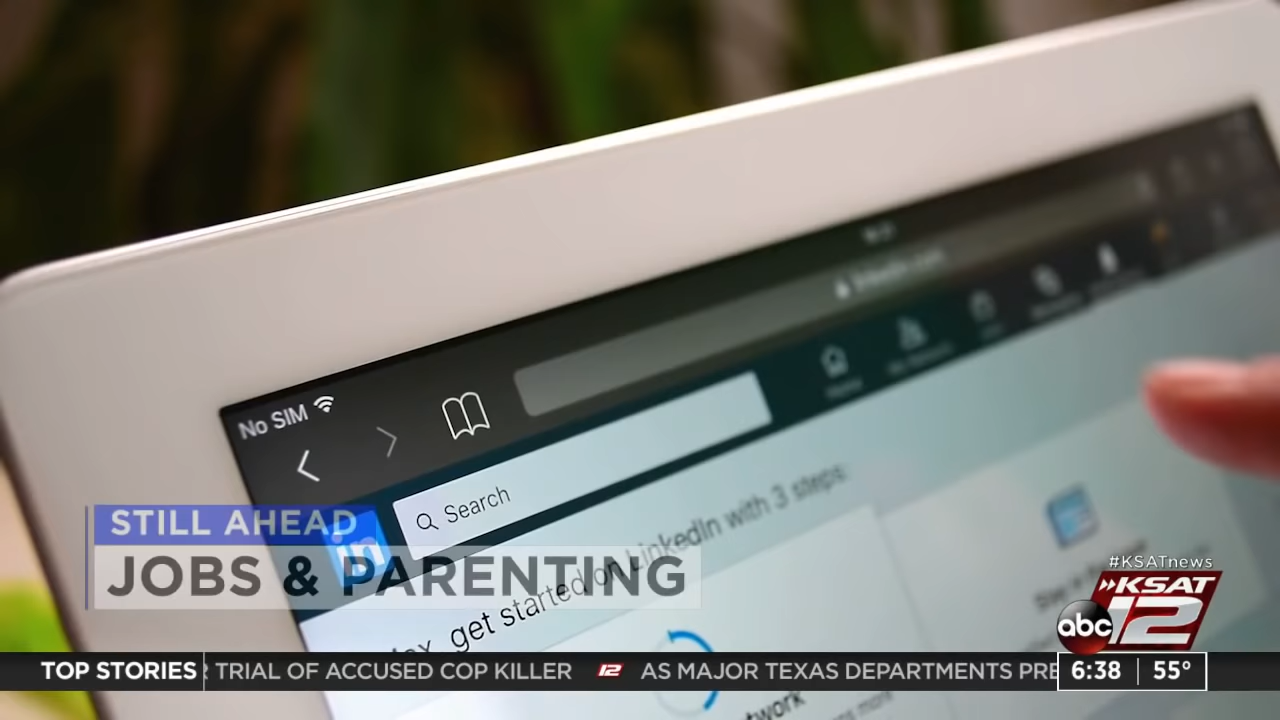 No SIM
Search
get started on LinkedIn with 3 steps:
in
STILL AHEAD
JOBS & PARENTING
#KSATnews
KSAT
abc 12
TOP STORIES TRIAL OF ACCUSED COP KILLER 12 AS MAJOR TEXAS DEPARTMENTS PRE 6:38 55°